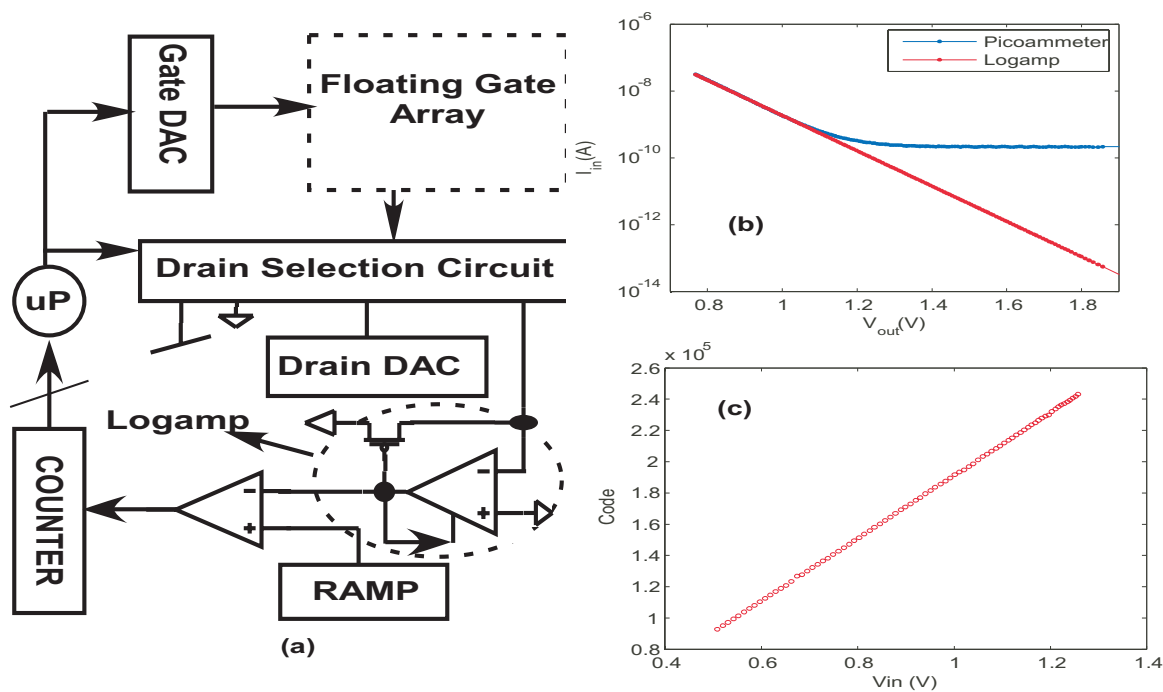 Gate DAC
Floating Gate
Array
Drain Selection Circuit
uP
Drain DAC
Logamp
COUNTER
−
+
−
+
RAMP
(a)
10^-6
10^-8
10^-10
10^-12
10^-14
I_in(A)
Picoammeter
Logamp
(b)
0.8
1
1.2
1.4
1.6
1.8
V_out(V)
x 10^5
2.6
2.4
2.2
2
1.8
1.6
1.4
1.2
1
0.8
Code
(c)
0.4
0.6
0.8
1
1.2
1.4
Vin (V)